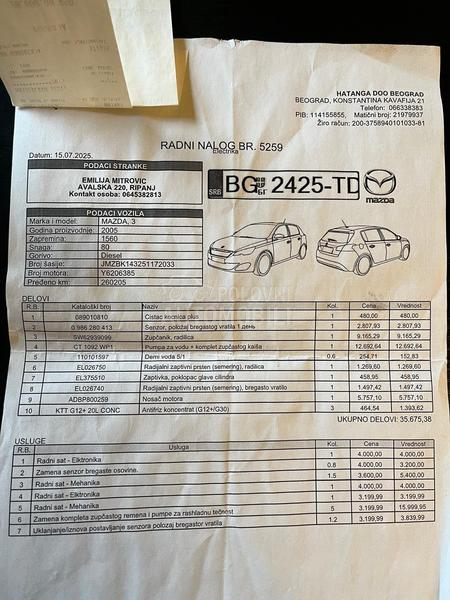 HATANGA DOO BEOGRAD
BEOGRAD, KONSTANTINA KAVAFIJA 21
Telefon: 066338383
PIB: 114155855, Matični broj: 21979937
Žiro račun: 200-3758940101033-81
RADNI NALOG BR. 5259
Electrika
Datum: 15.07.2025.
PODACI STRANKE
EMILIJA MITROVIC
AVALSKA 220, RIPANJ
Kontact osoba: 0645382813
SRB BG 2425-TD mazda
PODACI VOZILA
Marka i model: MAZDA, 3
Godina proizvodnje: 2005
Zapremina: 1560
Snaga: 80
Gorivo: Diesel
Broj šasije: JMZBK143251172033
Broj motora: Y6206385
Pređeno km: 260205
DELOVI
R.B. Kataloški broj Naziv Kol. Cena Vrednost
1 089010810 Cistac kocnica plus 1 480,00 480,00
2 0 986 280 413 Senzor, položaj bregastog vratila 1 день 1 2.807,93 2.807,93
3 SW62939099 Zupčanik, radilica 1 9.165,29 9.165,29
4 CT 1092 WP1 Pumpa za vodu + komplet zupčastog kaiša 1 12.692,64 12.692,64
5 110101597 Demi voda 5/1 0.6 254,71 152,83
6 EL026750 Radijalni zaptivni prsten (semering), radilica 1 1.269,60 1.269,60
7 EL375510 Zaptivka, poklopac glave cilindra 1 458,95 458,95
8 EL026740 Radijalni zaptivni prsten (semering), bregasto vratilo 1 1.497,42 1.497,42
9 ADBP800259 Nosač motora 1 5.757,10 5.757,10
10 KTT G12+ 20L CONC Antifriz koncentrat (G12+/G30) 3 464,54 1.393,62
UKUPNO DELOVI: 35.675,38
USLUGE
R.B. Usluga Kol. Cena Vrednost
1 Radni sat - Elktronika 1 4.000,00 4.000,00
2 Zamena senzor bregaste osovine. 0.8 4.000,00 3.200,00
3 Radni sat - Mehanika 1.5 3.600,00 5.400,00
4 Radni sat - Elktronika 1 4.000,00 4.000,00
5 Radni sat - Mehanika 1 3.199,99 3.199,99
6 Zamena kompleta zupčastog remena i pumpe za rashladnu tečnost 5 3.199,99 15.999,95
7 Uklanjanje/iznova postavljanje senzora položaj bregastor vratila 1.2 3.199,99 3.839,99